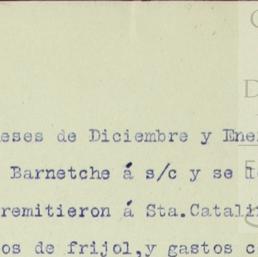 eses de Diciembre y Ene
Barnetche á s/c y se
remitieron á Sta.Catali
os de frijol,y gastos